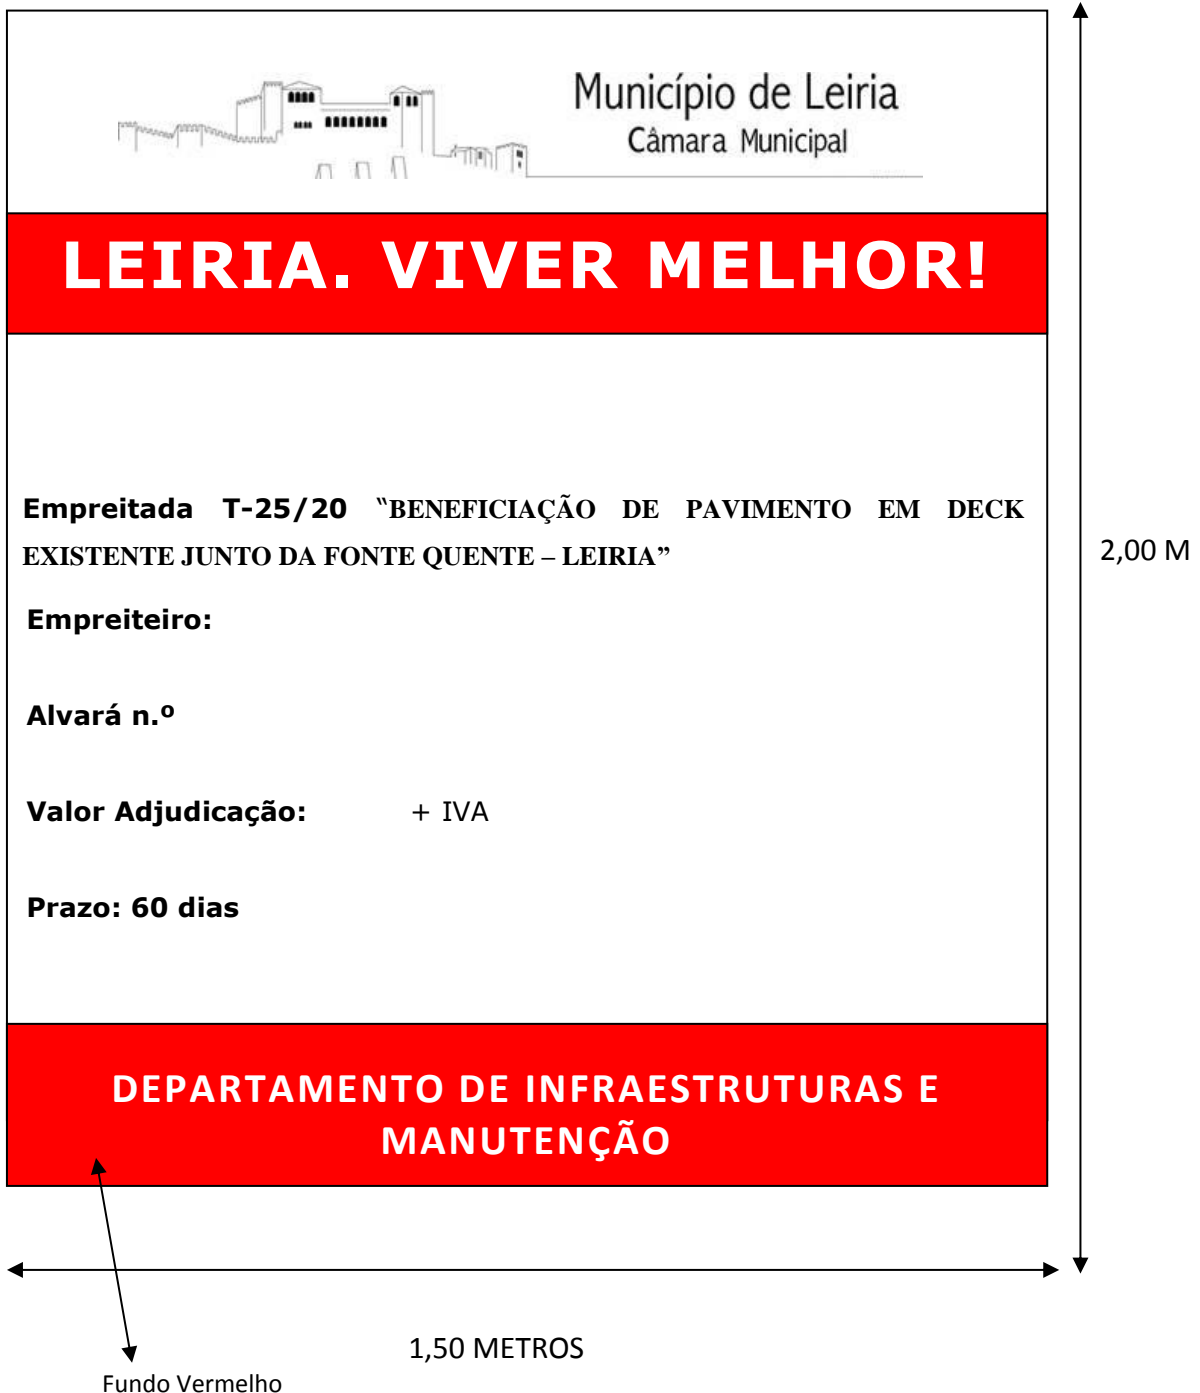 Município de Leiria
Câmara Municipal
LEIRIA. VIVER MELHOR!
Empreitada T-25/20 “BENEFICIAÇÃO DE PAVIMENTO EM DECK
EXISTENTE JUNTO DA FONTE QUENTE – LEIRIA”
2,00 M
Empreiteiro:
Alvará n.º
Valor Adjudicação: + IVA
Prazo: 60 dias
DEPARTAMENTO DE INFRAESTRUTURAS E
MANUTENÇÃO
1,50 METROS
Fundo Vermelho